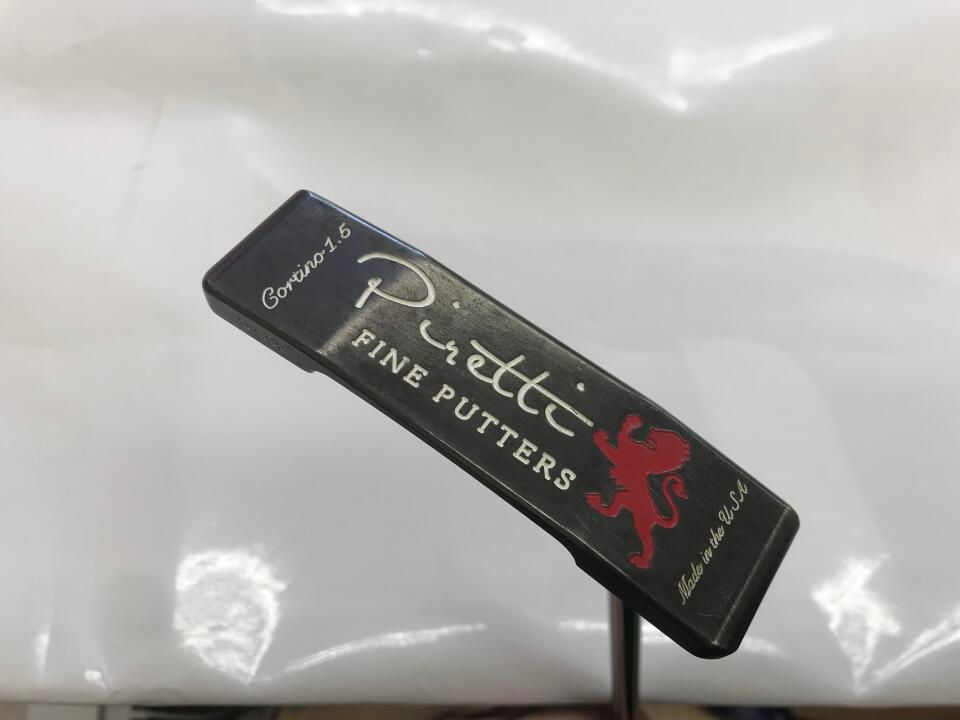 Cortino 1.5
Piretti
FINE PUTTERS
Made in the USA